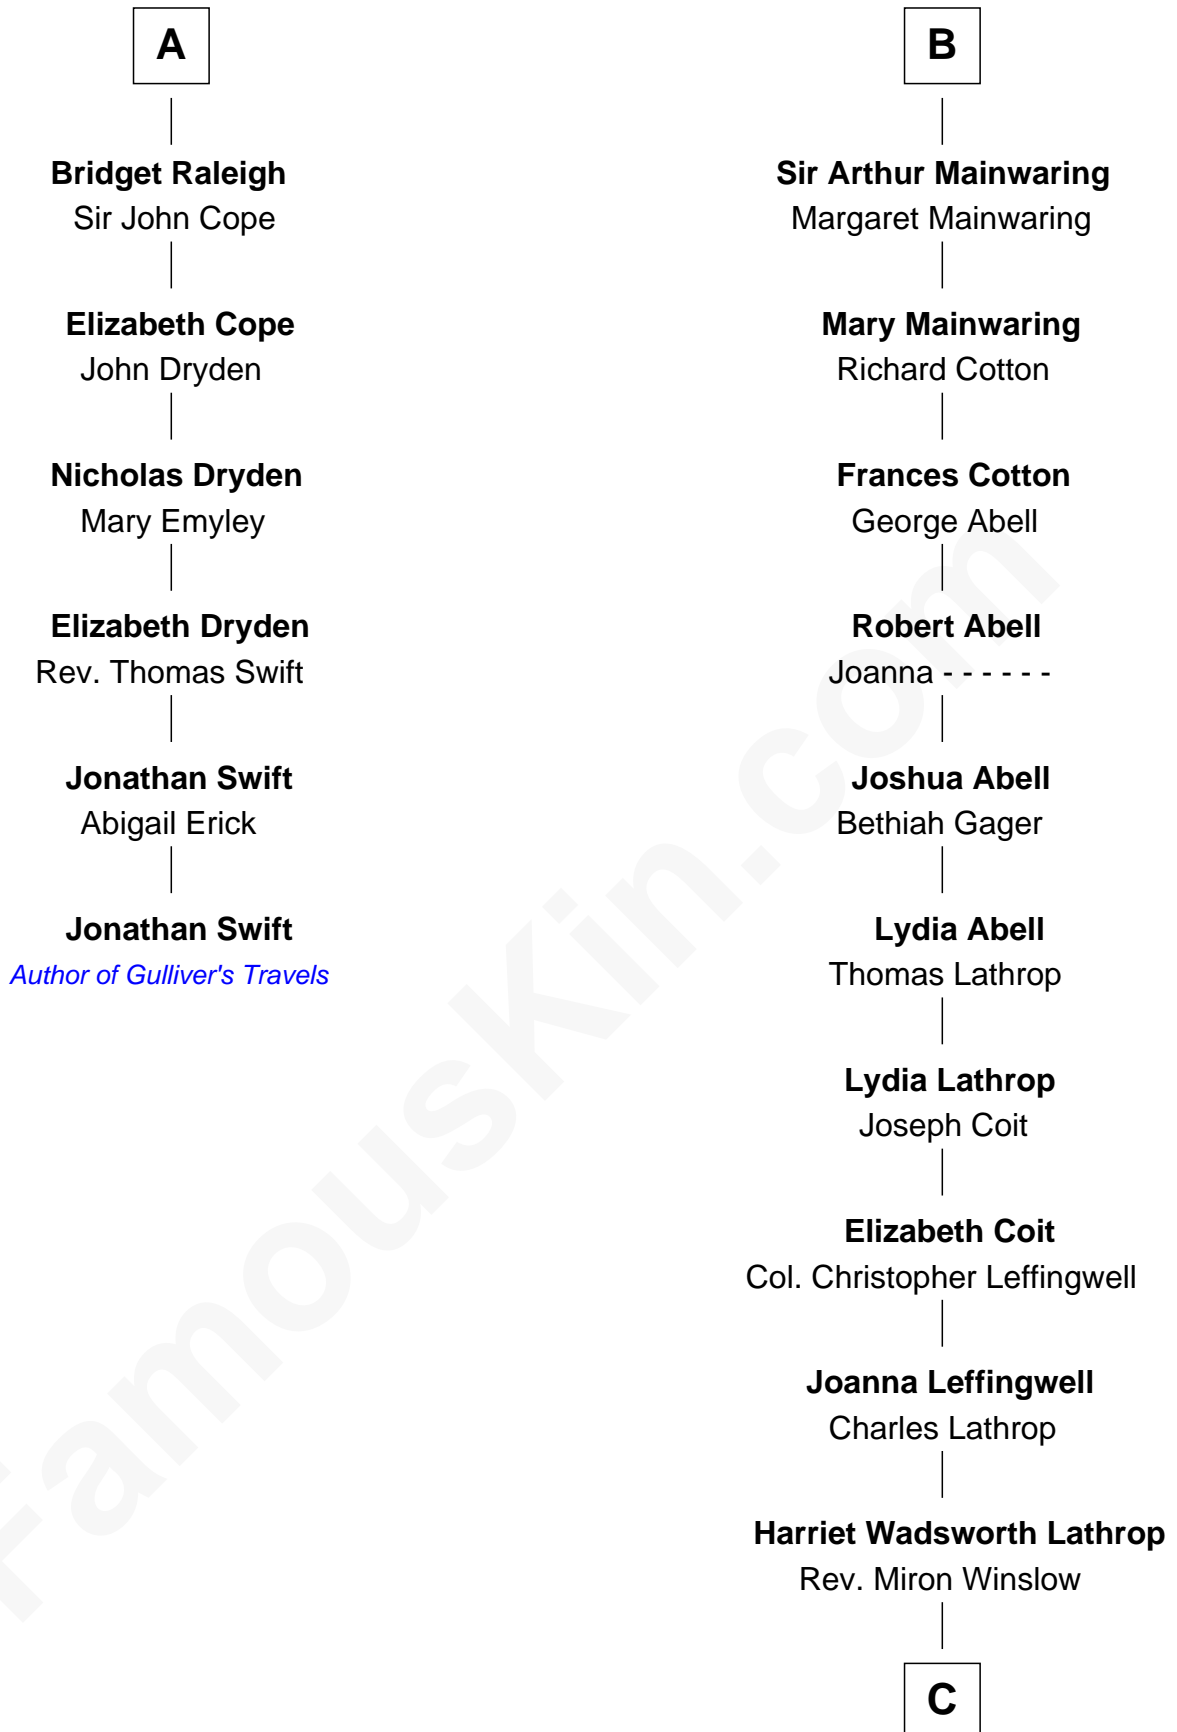 A
Bridget Raleigh
Sir John Cope
Elizabeth Cope
John Dryden
Nicholas Dryden
Mary Emyley
Elizabeth Dryden
Rev. Thomas Swift
Jonathan Swift
Abigail Erick
Jonathan Swift
Author of Gulliver's Travels
B
Sir Arthur Mainwaring
Margaret Mainwaring
Mary Mainwaring
Richard Cotton
Frances Cotton
George Abell
Robert Abell
Joanna - - - - - -
Joshua Abell
Bethiah Gager
Lydia Abell
Thomas Lathrop
Lydia Lathrop
Joseph Coit
Elizabeth Coit
Col. Christopher Leffingwell
Joanna Leffingwell
Charles Lathrop
Harriet Wadsworth Lathrop
Rev. Miron Winslow
C
FamousKin.com